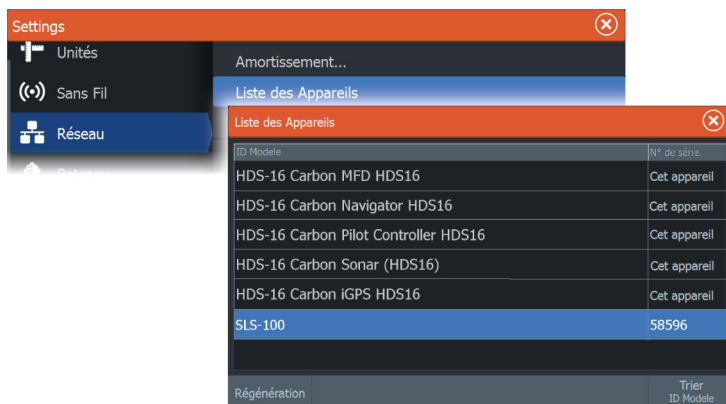 Settings
Unités
Sans Fil
Réseau
Amortissement...
Liste des Appareils
Liste des Appareils
ID Modele N° de série.
HDS-16 Carbon MFD HDS16 Cet appareil
HDS-16 Carbon Navigator HDS16 Cet appareil
HDS-16 Carbon Pilot Controller HDS16 Cet appareil
HDS-16 Carbon Sonar (HDS16) Cet appareil
HDS-16 Carbon iGPS HDS16 Cet appareil
SLS-100 58596
Régénération
Trier
ID Modele